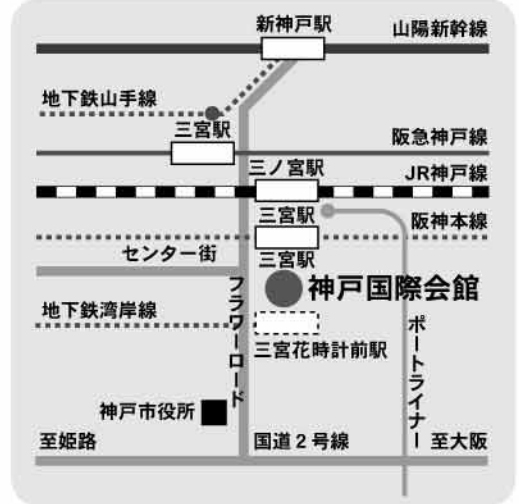 新神戸駅
山陽新幹線
地下鉄山手線
三宮駅
阪急神戸線
三ノ宮駅
JR神戸線
三宮駅
阪神本線
センター街
三宮駅
神戸国際会館
フラワーロード
地下鉄湾岸線
三宮花時計前駅
ポートライナー
神戸市役所
至姫路
国道2号線
至大阪